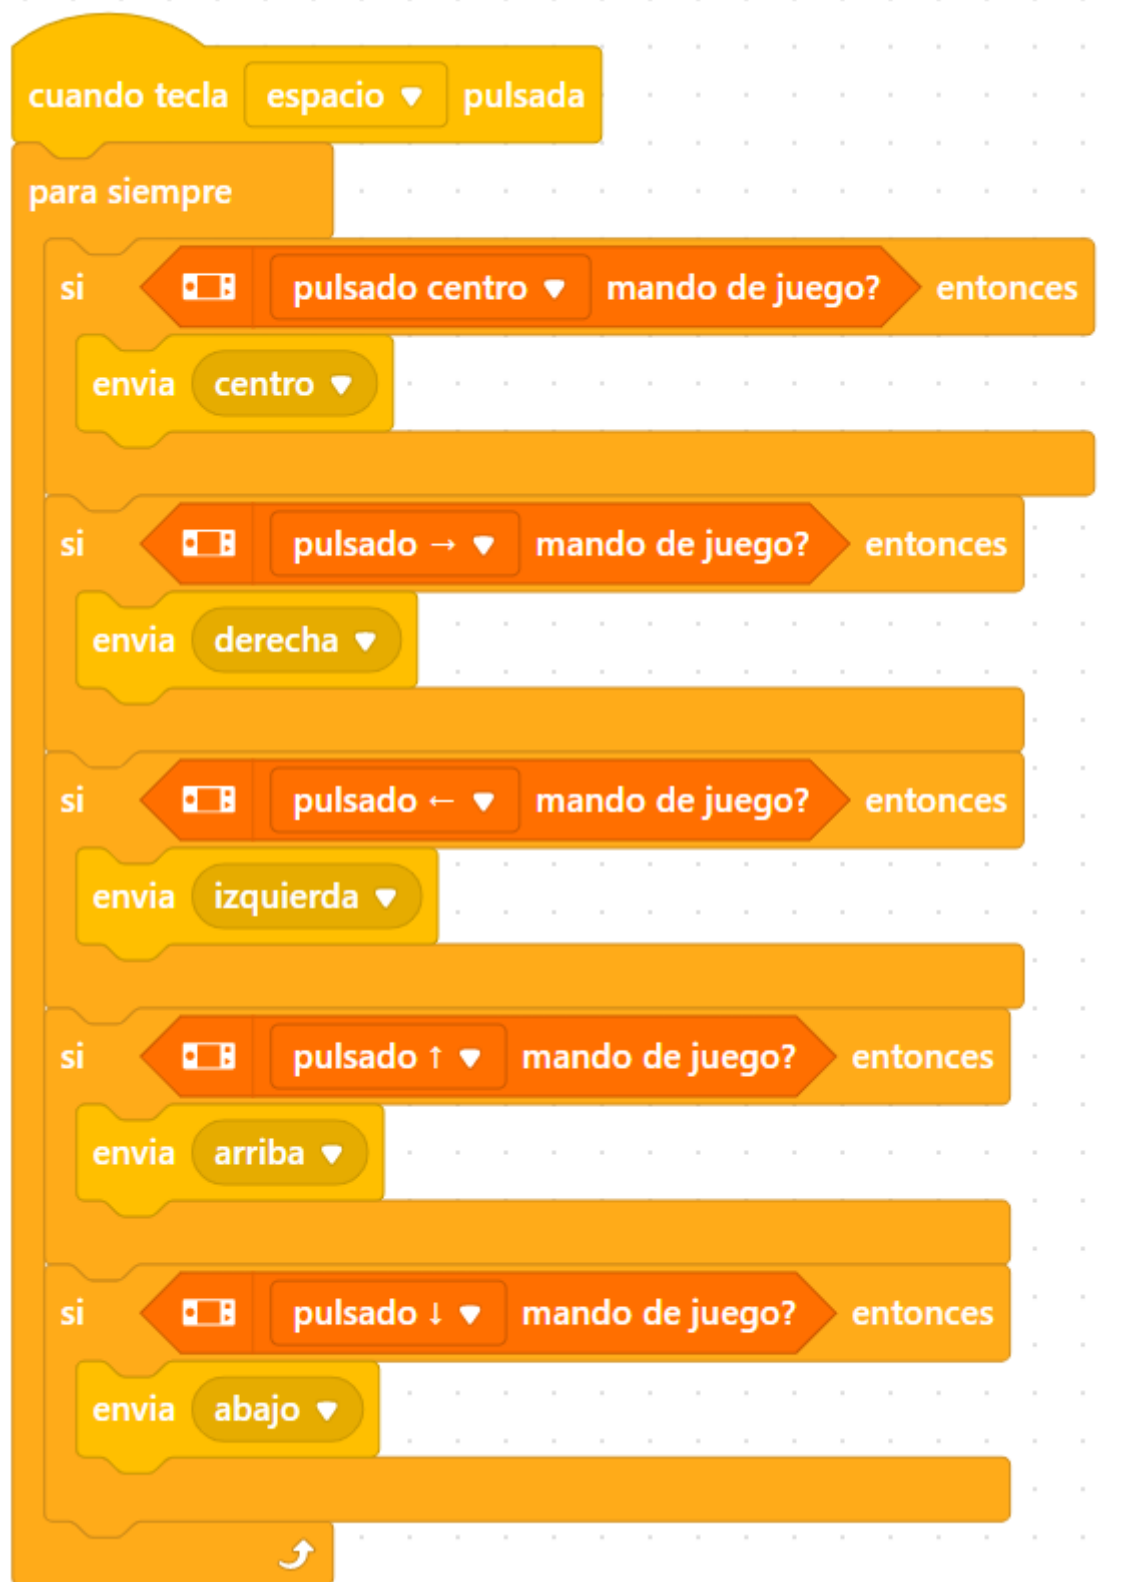 cuando tecla espacio pulsada
para siempre
si pulsado centro mando de juego? entonces
envia centro
si pulsado → mando de juego? entonces
envia derecha
si pulsado ← mando de juego? entonces
envia izquierda
si pulsado ↑ mando de juego? entonces
envia arriba
si pulsado ↓ mando de juego? entonces
envia abajo